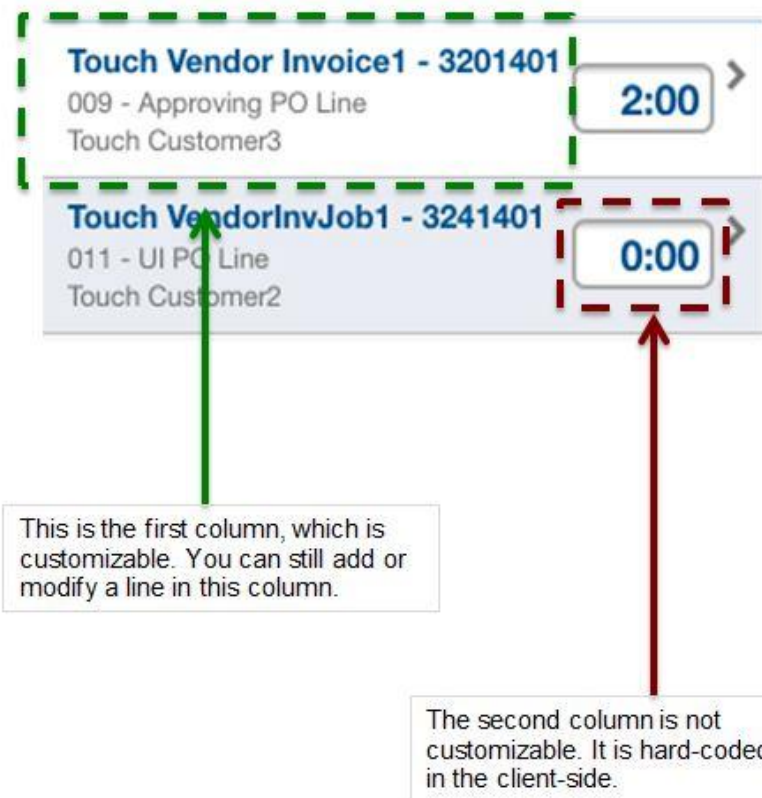 Touch Vendor Invoice1 - 3201401
009 - Approving PO Line
2:00
Touch Customer3
Touch VendorInvJob1 - 3241401
011 - UI PO Line
0:00
Touch Customer2
This is the first column, which is
customizable. You can still add or
modify a line in this column.
The second column is not
customizable. It is hard-coded
in the client-side.